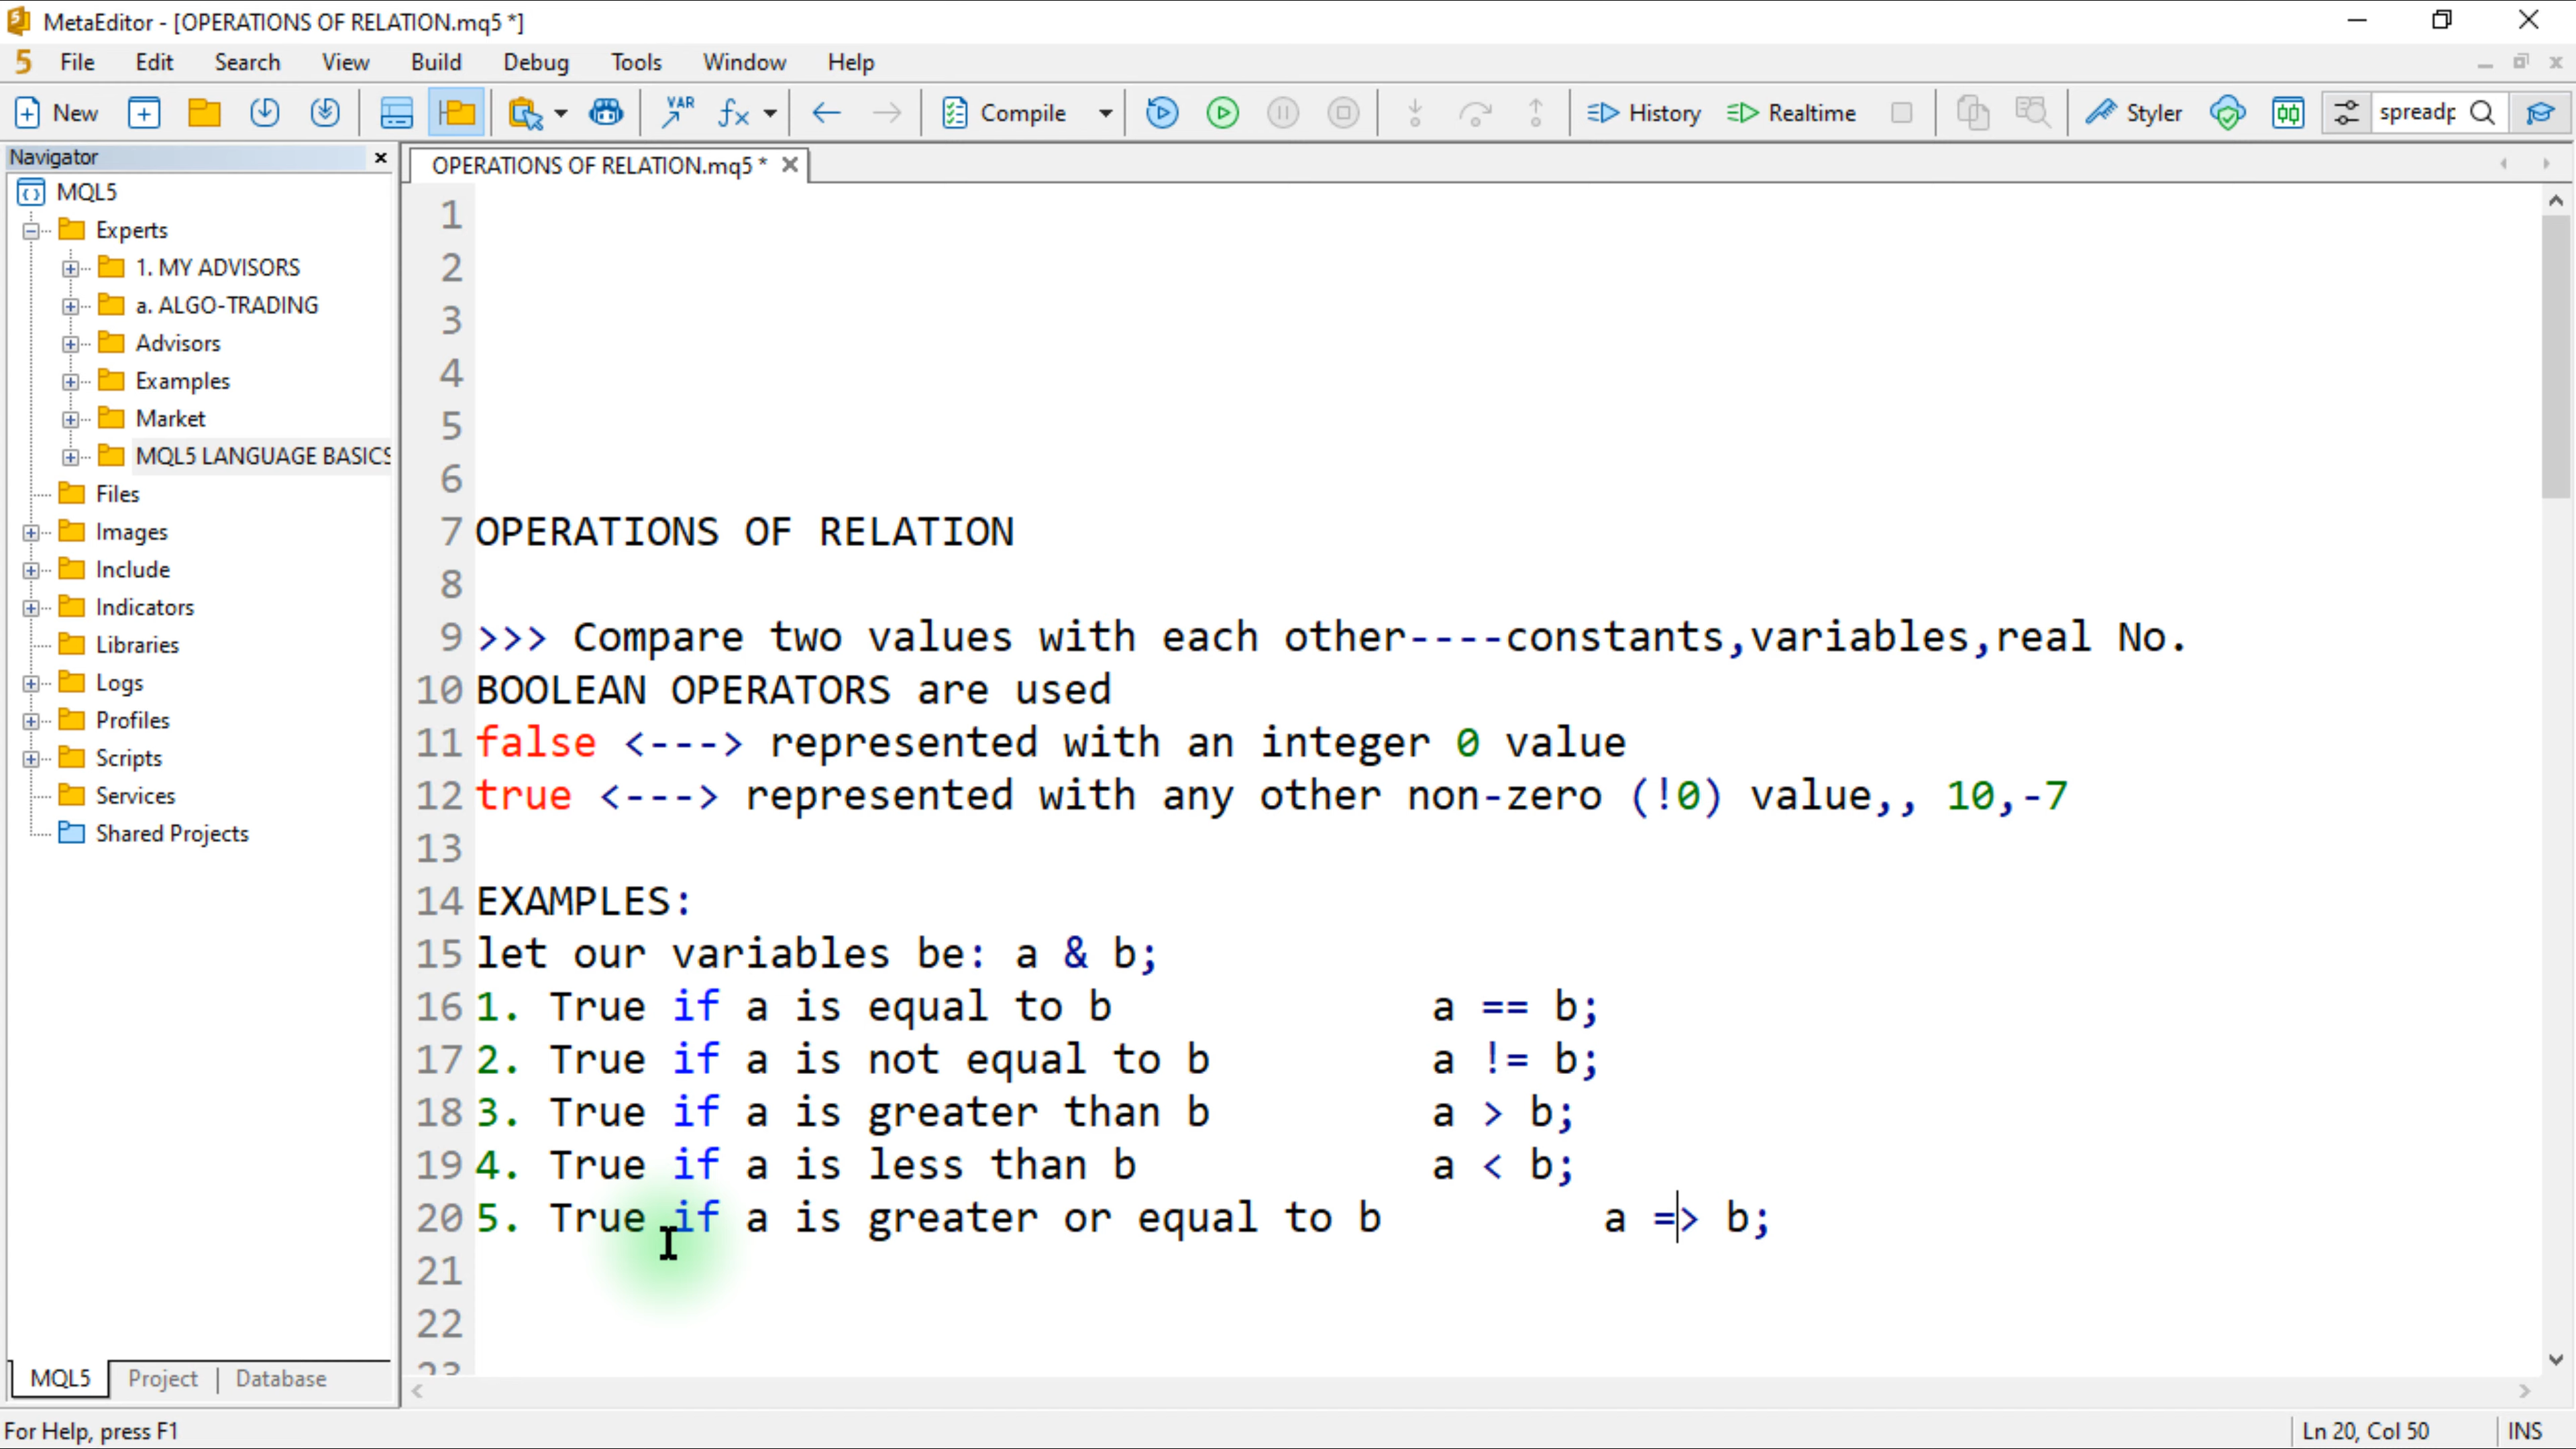 MetaEditor - [OPERATIONS OF RELATION.mq5 *]
5 File Edit Search View Build Debug Tools Window Help
New VAR fx Compile History Realtime Styler
Navigator
MQL5
Experts
1. MY ADVISORS
a. ALGO-TRADING
Advisors
Examples
Market
MQL5 LANGUAGE BASICS
Files
Images
Include
Indicators
Libraries
Logs
Profiles
Scripts
Services
Shared Projects
MQL5 Project Database
OPERATIONS OF RELATION.mq5 *
1
2
3
4
5
6
7 OPERATIONS OF RELATION
8
9 >>> Compare two values with each other----constants,variables,real No.
10 BOOLEAN OPERATORS are used
11 false <---> represented with an integer 0 value
12 true <---> represented with any other non-zero (!0) value,, 10,-7
13
14 EXAMPLES:
15 let our variables be: a & b;
16 1. True if a is equal to b a == b;
17 2. True if a is not equal to b a != b;
18 3. True if a is greater than b a > b;
19 4. True if a is less than b a < b;
20 5. True if a is greater or equal to b a => b;
21
22
23
For Help, press F1
Ln 20, Col 50 INS